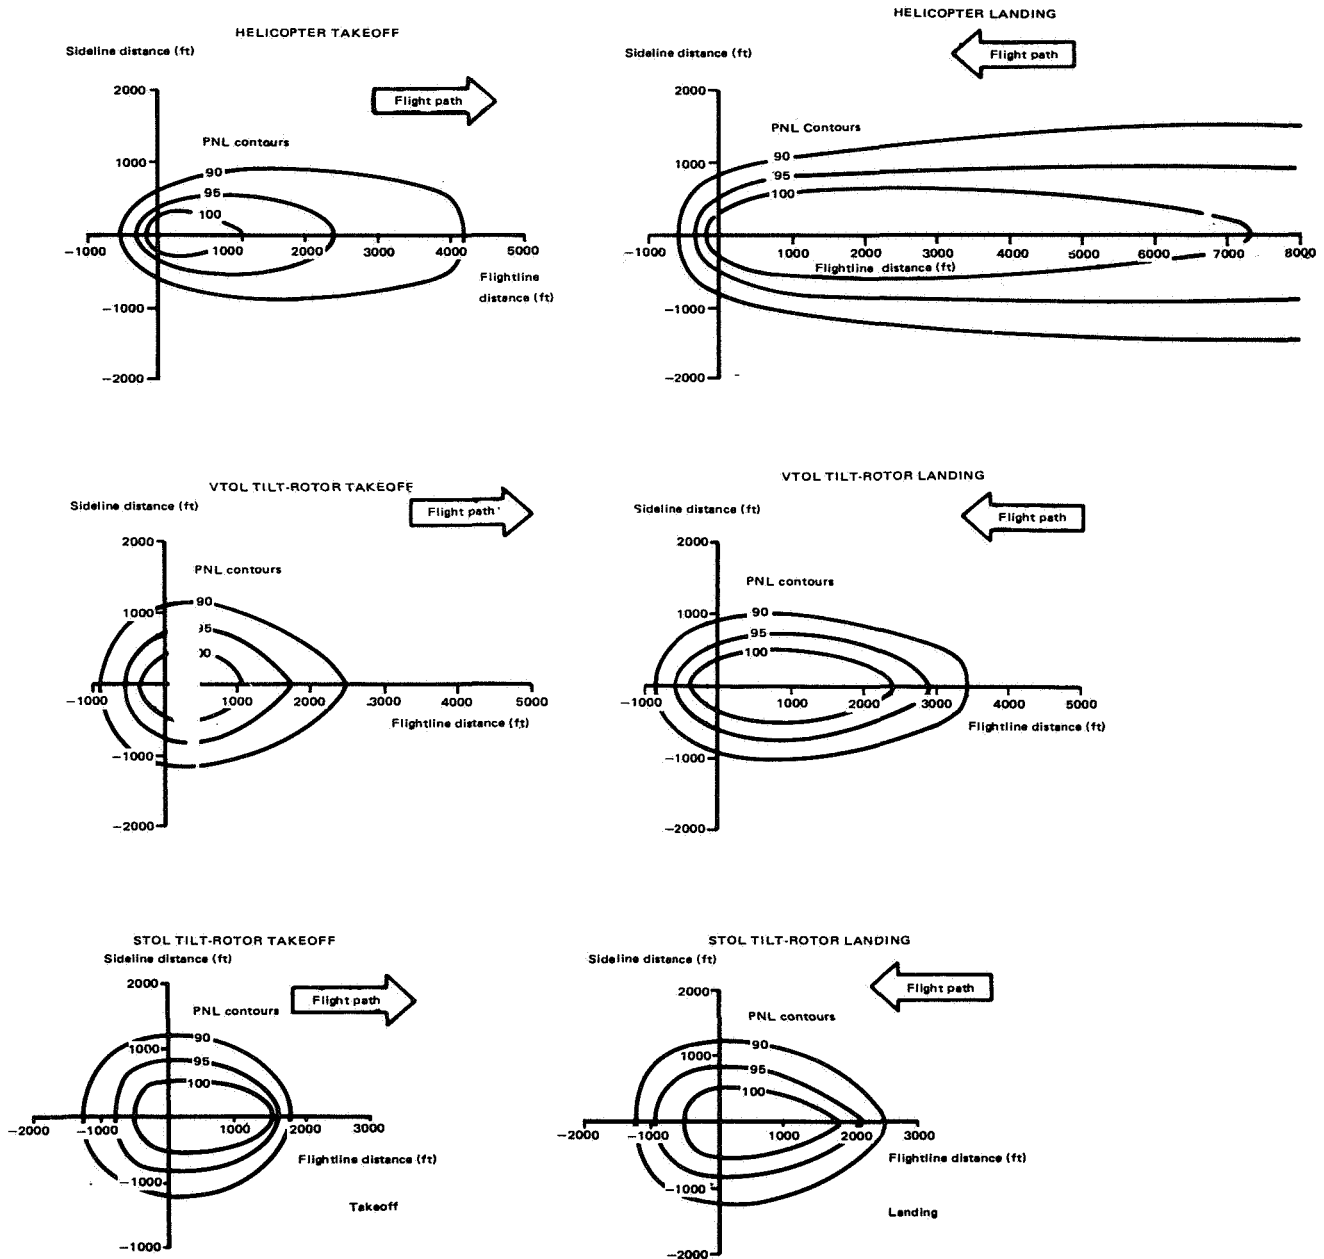 HELICOPTER TAKEOFF
Sideline distance (ft)
Flight path
2000
PNL contours
1000
90
95
100
-1000
1000
2000
3000
4000
5000
Flightline
distance (ft)
-1000
-2000
HELICOPTER LANDING
Sideline distance (ft)
Flight path
2000
PNL Contours
1000
90
95
100
-1000
1000
2000
3000
4000
5000
6000
7000
8000
Flightline distance (ft)
-1000
-2000
VTOL TILT-ROTOR TAKEOFF
Sideline distance (ft)
Flight path
2000
PNL contours
1000
90
-1000
1000
2000
3000
4000
5000
Flightline distance (ft)
-1000
-2000
VTOL TILT-ROTOR LANDING
Sideline distance (ft)
Flight path
2000
PNL contours
1000
90
95
100
-1000
1000
2000
3000
4000
5000
Flightline distance (ft)
-1000
-2000
STOL TILT-ROTOR TAKEOFF
Sideline distance (ft)
2000
Flight path
PNL contours
90
1000
95
100
-2000
-1000
1000
2000
3000
Flightline distance (ft)
-1000
Takeoff
-1000
STOL TILT-ROTOR LANDING
Sideline distance (ft)
Flight path
2000
PNL contours
90
1000
95
100
-2000
-1000
1000
2000
3000
Flightline distance (ft)
-1000
Landing
-2000